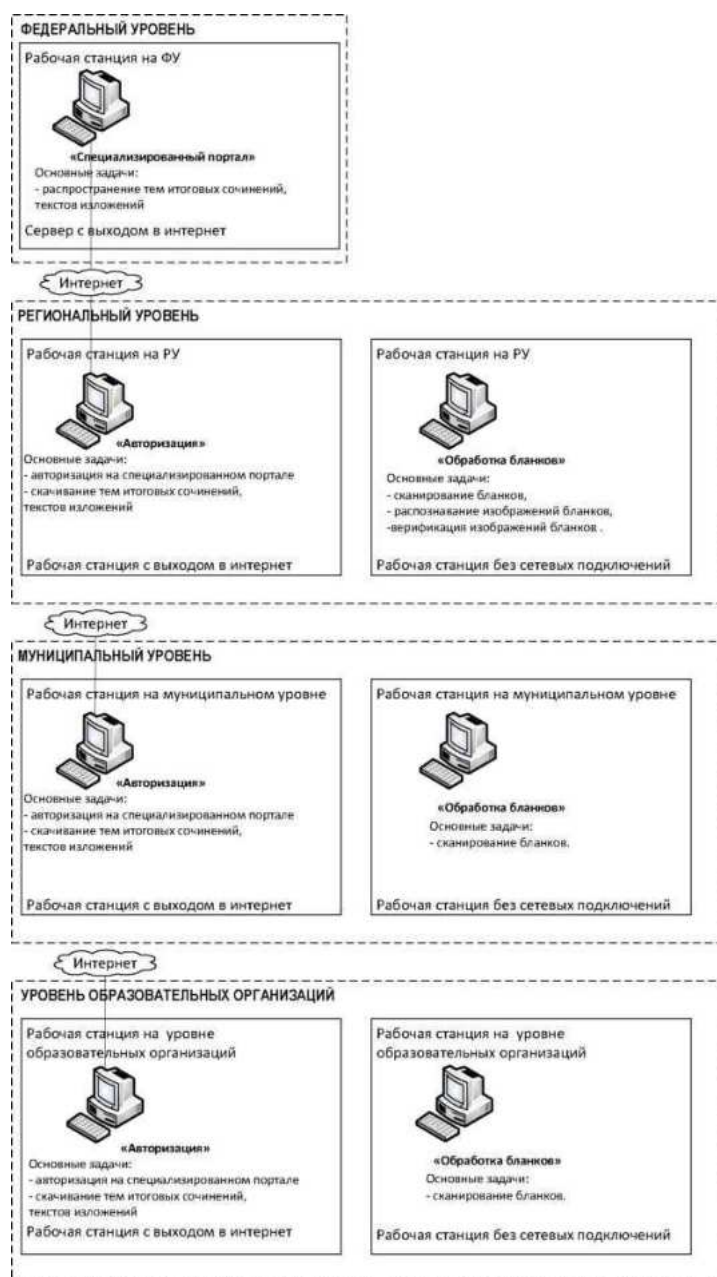 ФЕДЕРАЛЬНЫЙ УРОВЕНЬ
Рабочая станция на ФУ
«Специализированный портал»
Основные задачи:
- распространение тем итоговых сочинений,
текстов изложений
Сервер с выходом в интернет
Интернет
РЕГИОНАЛЬНЫЙ УРОВЕНЬ
Рабочая станция на РУ
«Авторизация»
Основные задачи:
- авторизация на специализированном портале
- скачивание тем итоговых сочинений,
текстов изложений
Рабочая станция с выходом в интернет
Рабочая станция на РУ
«Обработка бланков»
Основные задачи:
- сканирование бланков,
- распознавание изображений бланков,
-верификация изображений бланков .
Рабочая станция без сетевых подключений
Интернет
МУНИЦИПАЛЬНЫЙ УРОВЕНЬ
Рабочая станция на муниципальном уровне
«Авторизация»
Основные задачи:
- авторизация на специализированном портале
- скачивание тем итоговых сочинений,
текстов изложений
Рабочая станция с выходом в интернет
Рабочая станция на муниципальном уровне
«Обработка бланков»
Основные задачи:
- сканирование бланков.
Рабочая станция без сетевых подключений
Интернет
УРОВЕНЬ ОБРАЗОВАТЕЛЬНЫХ ОРГАНИЗАЦИЙ
Рабочая станция на уровне
образовательных организаций
«Авторизация»
Основные задачи:
- авторизация на специализированном портале
- скачивание тем итоговых сочинений,
текстов изложений
Рабочая станция с выходом в интернет
Рабочая станция на уровне
образовательных организаций
«Обработка бланков»
Основные задачи:
- сканирование бланков.
Рабочая станция без сетевых подключений